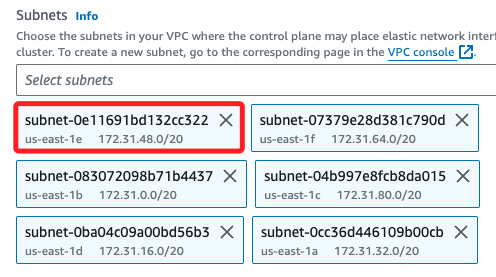 Subnets Info
Choose the subnets in your VPC where the control plane may place elastic network interf
cluster. To create a new subnet, go to the corresponding page in the VPC console
Select subnets
subnet-0e11691bd132cc322 subnet-07379e28d381c790d
us-east-1e 172.31.48.0/20 us-east-1f 172.31.64.0/20
subnet-083072098b71b4437 subnet-04b997e8fcb8da015
us-east-1b 172.31.0.0/20 us-east-1c 172.31.80.0/20
subnet-0ba04c09a00bd56b3 subnet-0cc36d446109b00cb
us-east-1d 172.31.16.0/20 us-east-1a 172.31.32.0/20